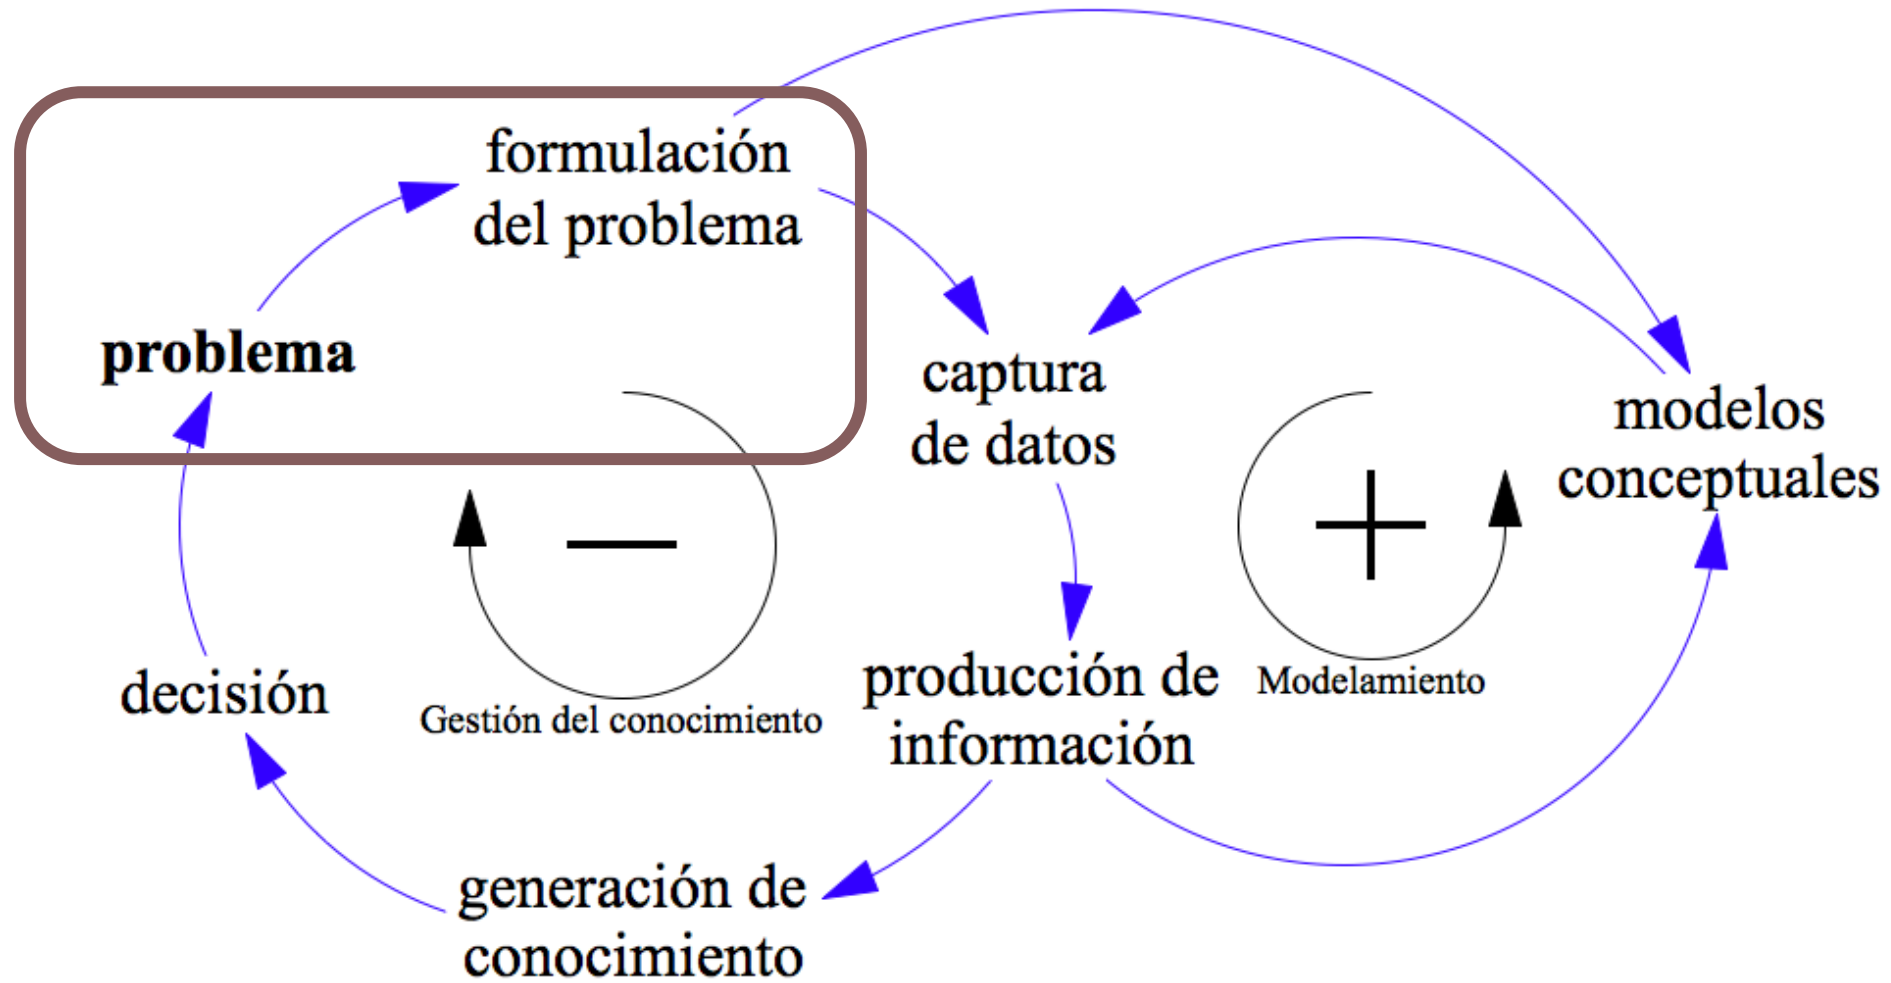 formulación
del problema
problema
captura
de datos
modelos
conceptuales
producción de
información
Modelamiento
decisión
Gestión del conocimiento
generación de
conocimiento